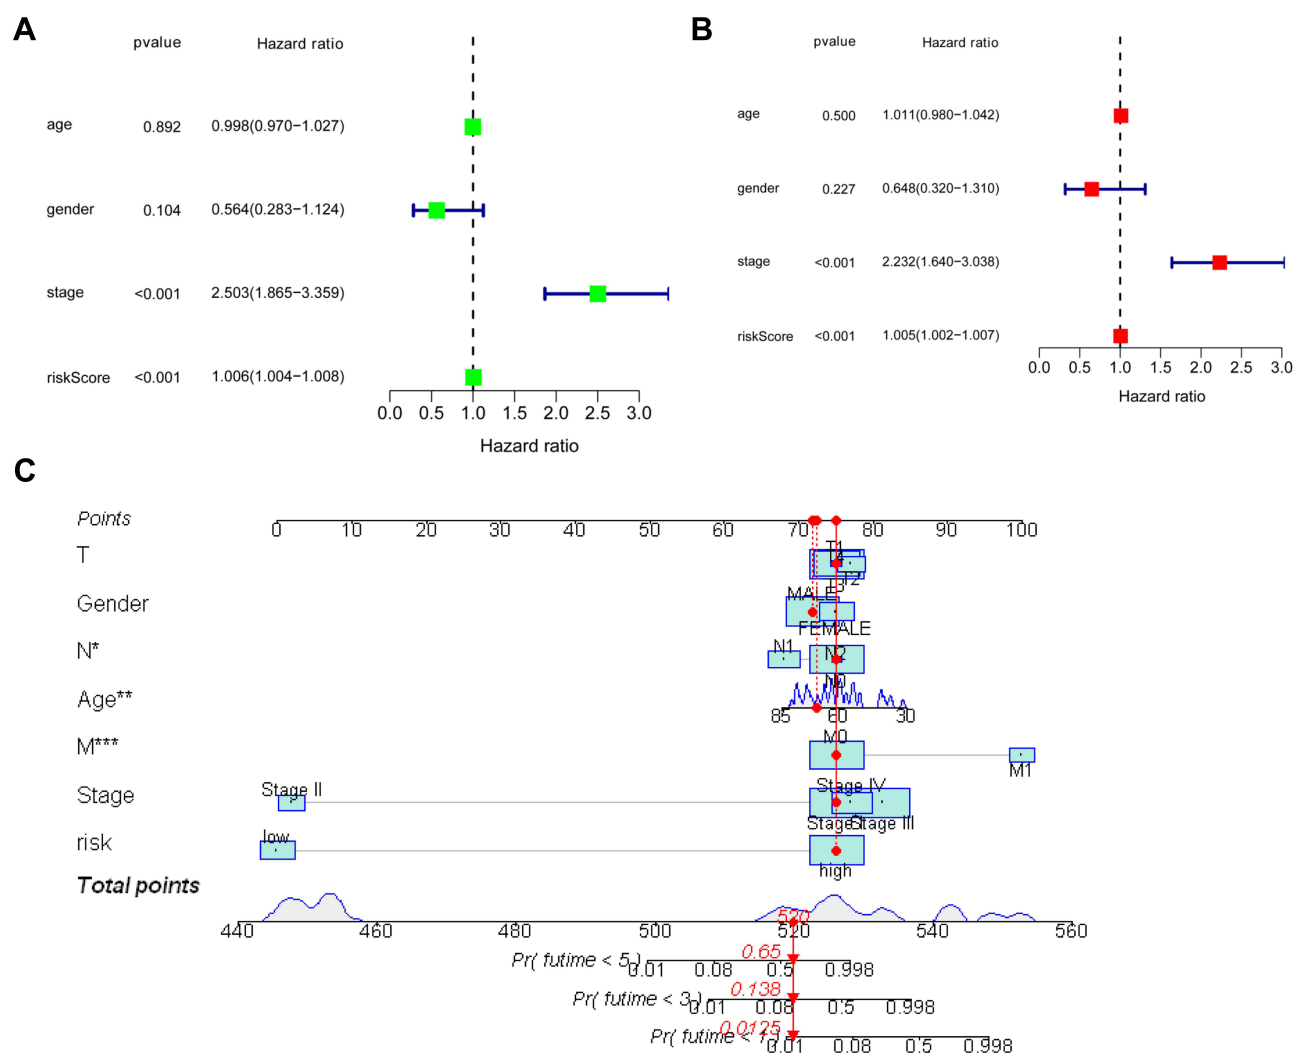 A
pvalue Hazard ratio
age 0.892 0.998(0.970−1.027)
gender 0.104 0.564(0.283−1.124)
stage <0.001 2.503(1.865−3.359)
riskScore <0.001 1.006(1.004−1.008)
0.0 0.5 1.0 1.5 2.0 2.5 3.0
Hazard ratio
B
pvalue Hazard ratio
age 0.500 1.011(0.980−1.042)
gender 0.227 0.648(0.320−1.310)
stage <0.001 2.232(1.640−3.038)
riskScore <0.001 1.005(1.002−1.007)
0.0 0.5 1.0 1.5 2.0 2.5 3.0
Hazard ratio
C
Points 0 10 20 30 40 50 60 70 80 90 100
T
T1
T2
T3
Gender
MALE
FEMALE
N*
N1
N2
N0
Age**
85 60 30
M***
M0
M1
Stage
Stage II
Stage IV
Stage III
risk
low
high
Total points
440 460 480 500 520 540 560
520
Pr( futime < 5 ) 0.65
0.01 0.08 0.5 0.998
Pr( futime < 3 ) 0.138
0.01 0.08 0.5 0.998
Pr( futime < 1 ) 0.0125
0.01 0.08 0.5 0.998